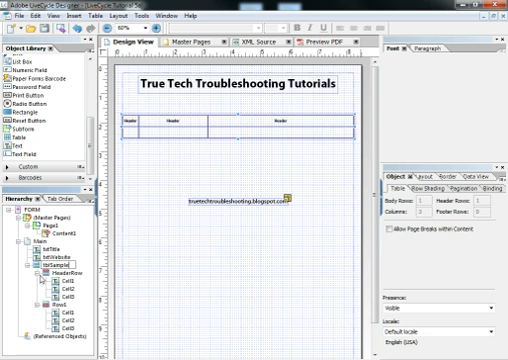 Adobe LiveCycle Designer - [LiveCycle Tutorial 5a
File Edit View Insert Table Layout Tools Window Help
60%
Object Library
Design View
Master Pages
XML Source
Preview PDF
Font
Paragraph
List Box
Numeric Field
Paper Forms Barcode
Password Field
Print Button
Radio Button
Rectangle
Reset Button
Subform
Table
Text
Text Field
Custom
Barcodes
True Tech Troubleshooting Tutorials
Header Header Header
truetechtroubleshooting.blogspot.com
Hierarchy
Tab Order
FORM
(Master Pages)
Page1
Content1
Main
txtTitle
txtWebsite
tblSample
HeaderRow
Cell1
Cell2
Cell3
Row1
Cell1
Cell2
Cell3
(Referenced Objects)
Object Layout Border Data View
Table Row Shading Pagination Binding
Body Rows: 1 Header Rows: 1
Columns: 3 Footer Rows: 0
Allow Page Breaks within Content
Presence:
Visible
Locale:
Default locale
English (USA)